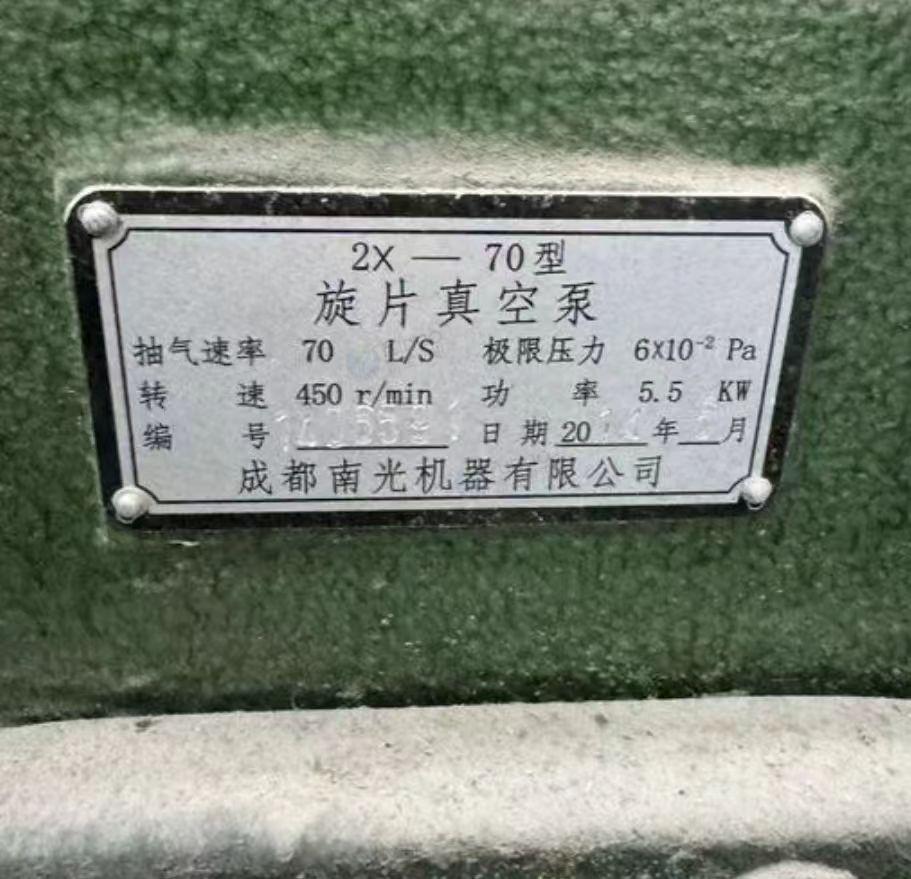 2X — 70型
旋片真空泵
抽气速率 70 L/S 极限压力 6X10⁻² Pa
转 速 450 r/min 功 率 5.5 KW
编 号 日 期 20 年 月
成都南光机器有限公司